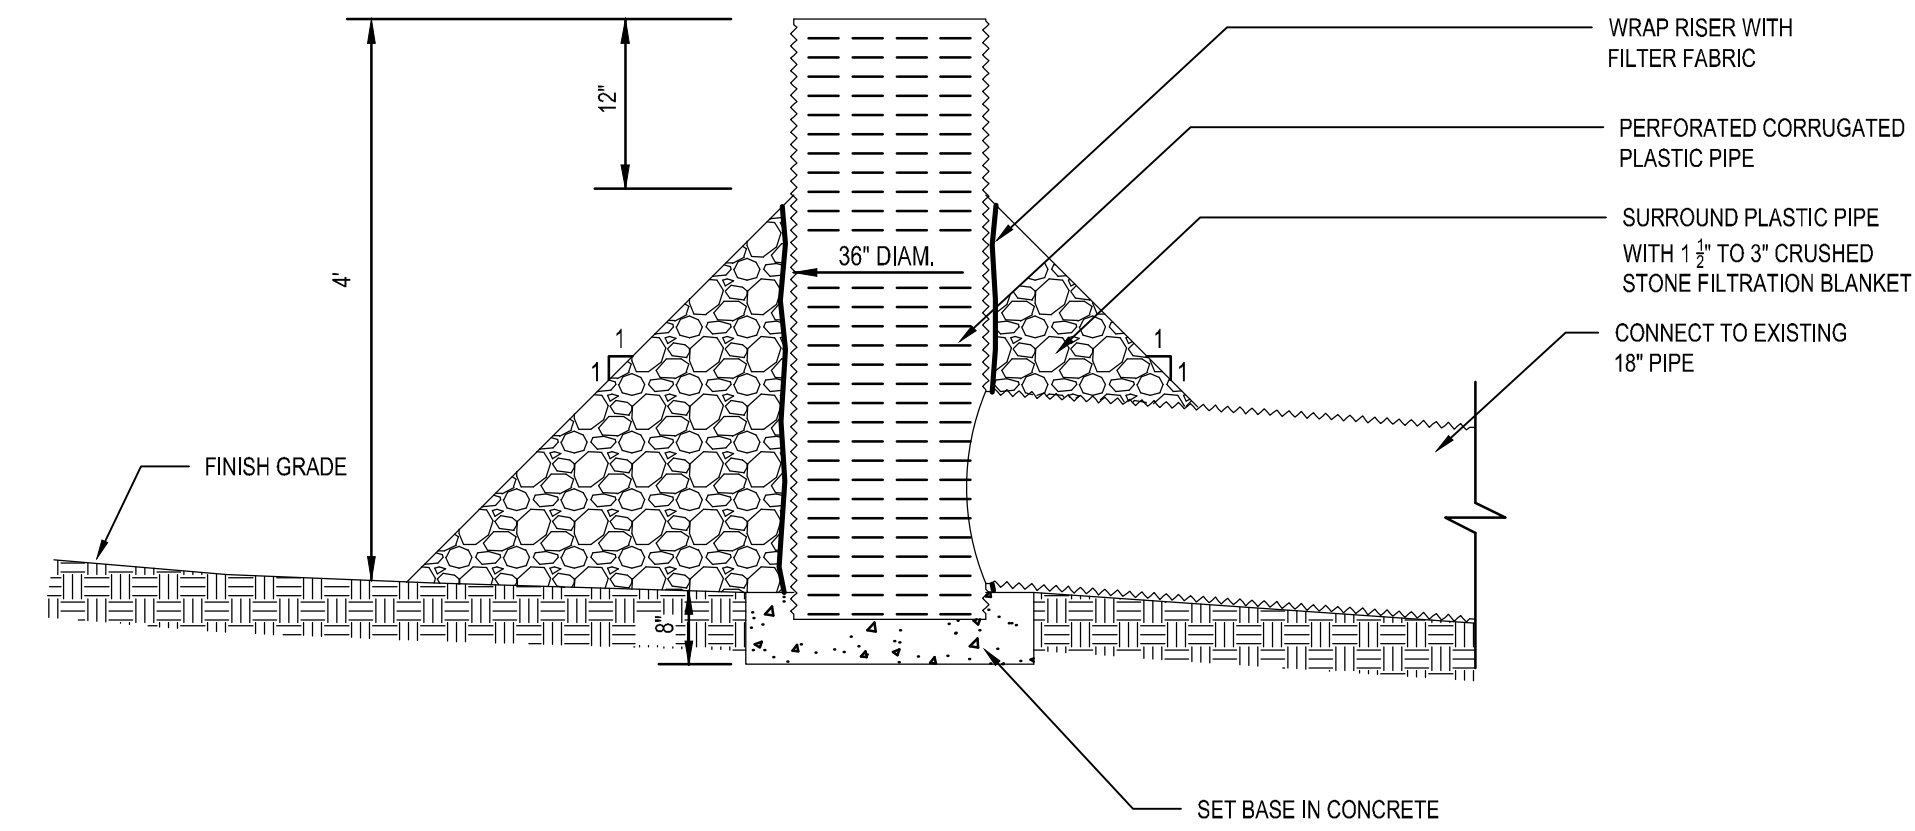 WRAP RISER WITH
FILTER FABRIC
PERFORATED CORRUGATED
PLASTIC PIPE
SURROUND PLASTIC PIPE
WITH 1 1/2" TO 3" CRUSHED
STONE FILTRATION BLANKET
CONNECT TO EXISTING
18" PIPE
12"
4'
36" DIAM.
1
1
1
1
FINISH GRADE
8"
SET BASE IN CONCRETE